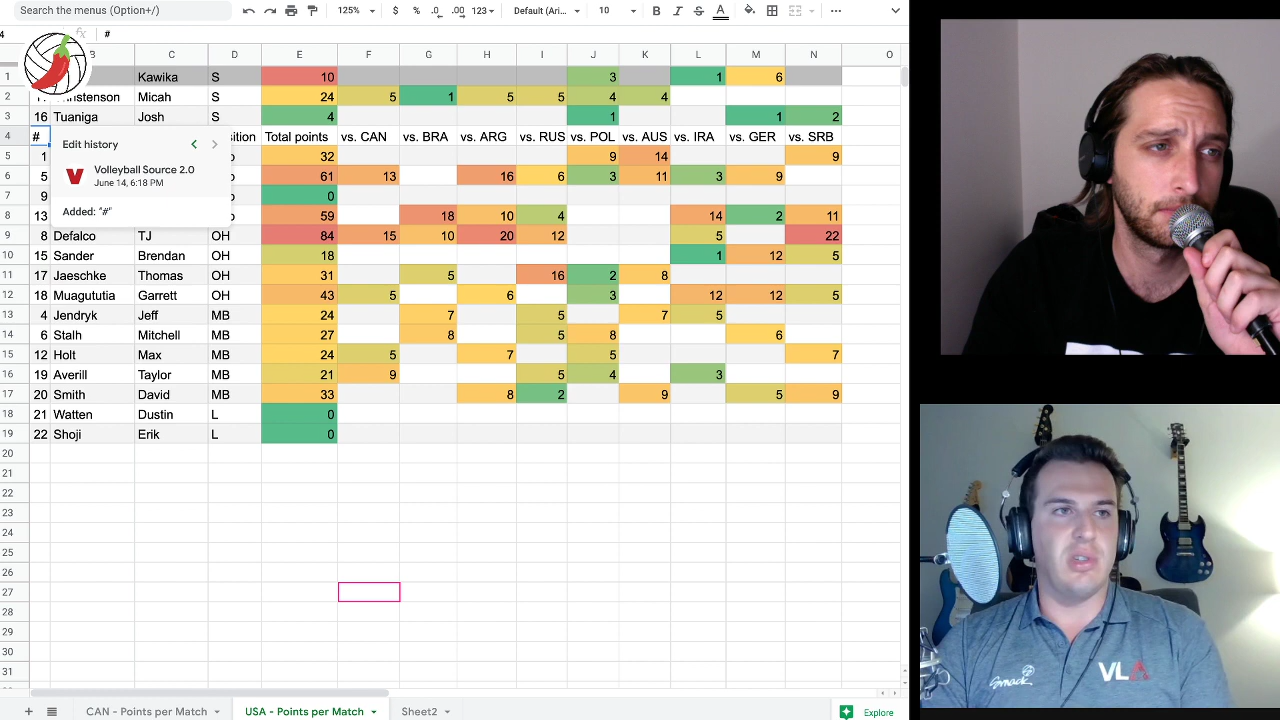 Search the menus (Option+/) 125% $ % .0 .00 123 Default (Ari... 10 B I S A
4 fx #
B C D E F G H I J K L M N O
1 Kawika S 10 3 1 6
2 Christenson Micah S 24 5 1 5 5 4 4
3 16 Tuaniga Josh S 4 1 1 2
4 # Total points vs. CAN vs. BRA vs. ARG vs. RUS vs. POL vs. AUS vs. IRA vs. GER vs. SRB
Edit history
Volleyball Source 2.0
June 14, 6:18 PM
Added: "#"
5 1 32 9 14 9
6 5 61 13 16 6 3 11 3 9
7 9 0
8 13 59 18 10 4 14 2 11
9 8 Defalco TJ OH 84 15 10 20 12 5 22
10 15 Sander Brendan OH 18 1 12 5
11 17 Jaeschke Thomas OH 31 5 16 2 8
12 18 Muagututia Garrett OH 43 5 6 3 12 12 5
13 4 Jendryk Jeff MB 24 7 5 7 5
14 6 Stalh Mitchell MB 27 8 5 8 6
15 12 Holt Max MB 24 5 7 5 7
16 19 Averill Taylor MB 21 9 5 4 3
17 20 Smith David MB 33 8 2 9 5 9
18 21 Watten Dustin L 0
19 22 Shoji Erik L 0
20
21
22
23
24
25
26
27
28
29
30
31
CAN - Points per Match USA - Points per Match Sheet2 Explore
Smack VLA